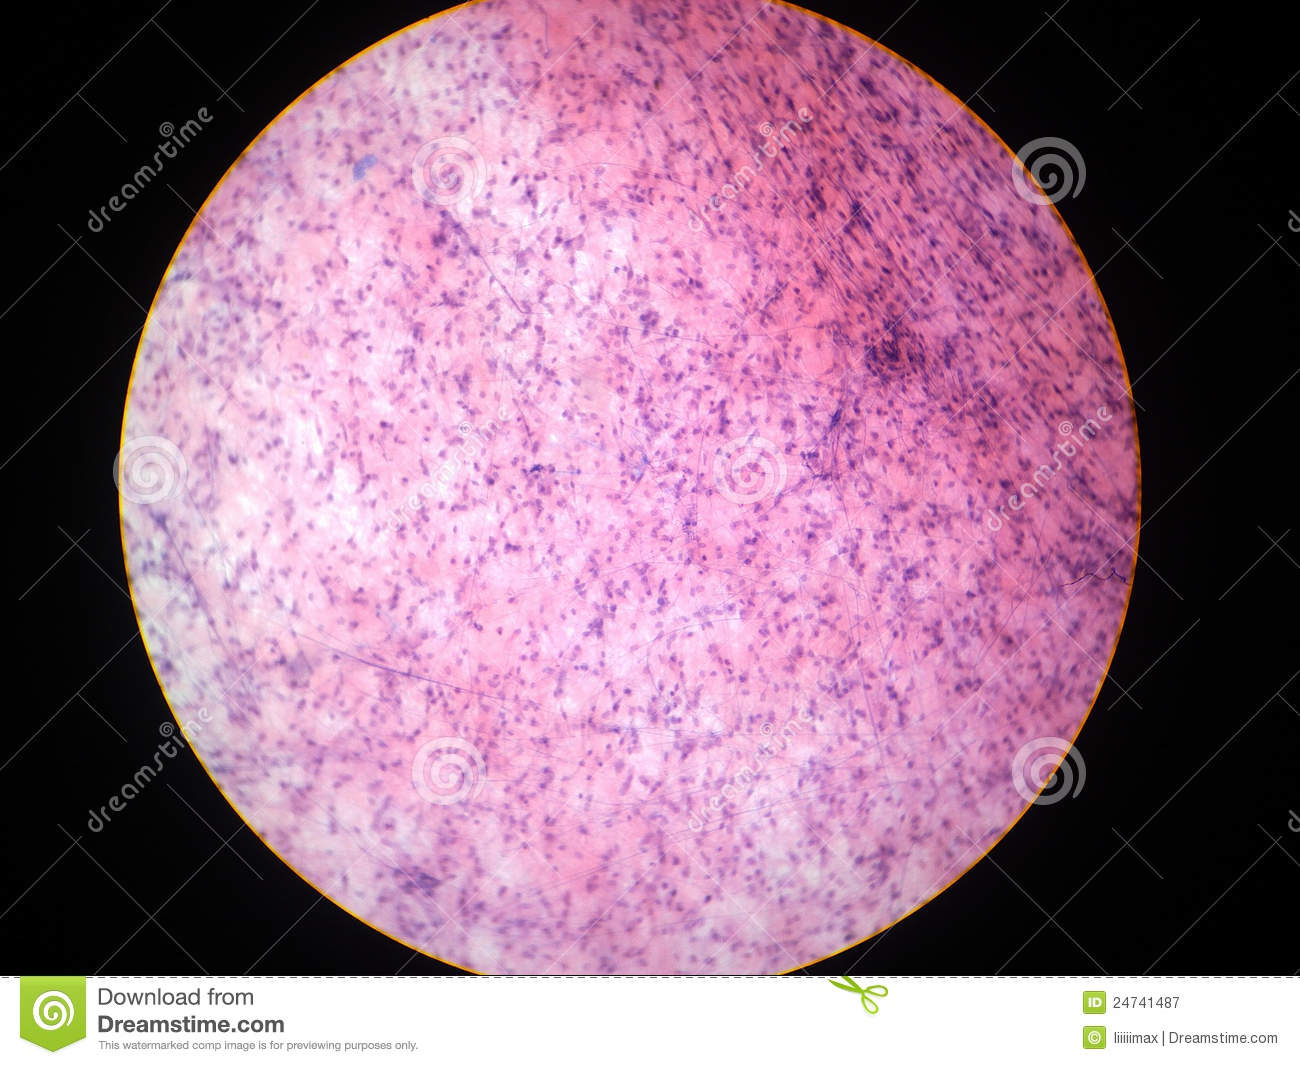 dreamstime
dreamstime
dreamstime
dreamstime
dreamstime
dreamstime
Download from
Dreamstime.com
This watermarked comp image is for previewing purposes only.
ID 24741487
© liiiiimax | Dreamstime.com